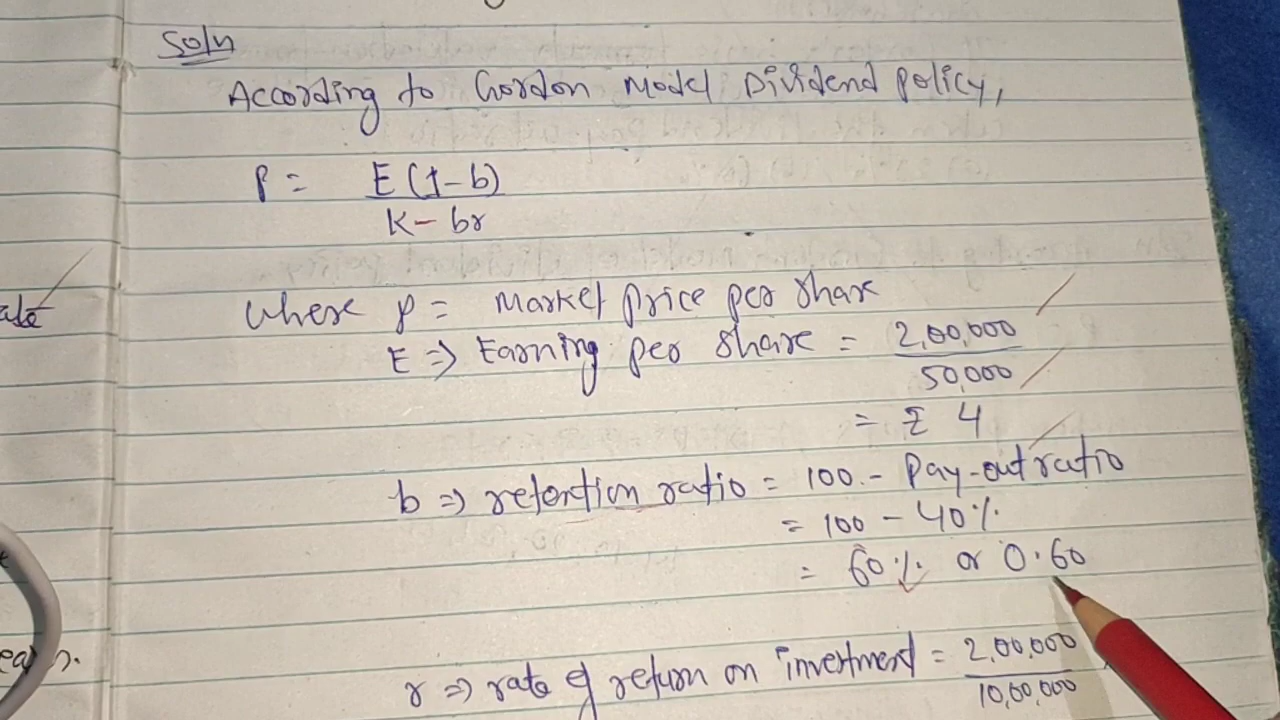 Soln
According to Gordon Model Dividend Policy,
P = E(1-b)
K - br
Where P = Market Price per Share
E => Earning per Share = 2,00,000
50,000
= ₹ 4
b => retention ratio = 100 - Pay-out ratio
= 100 - 40%
= 60% or 0.60
r => rate of return on investment = 2,00,000
10,00,000